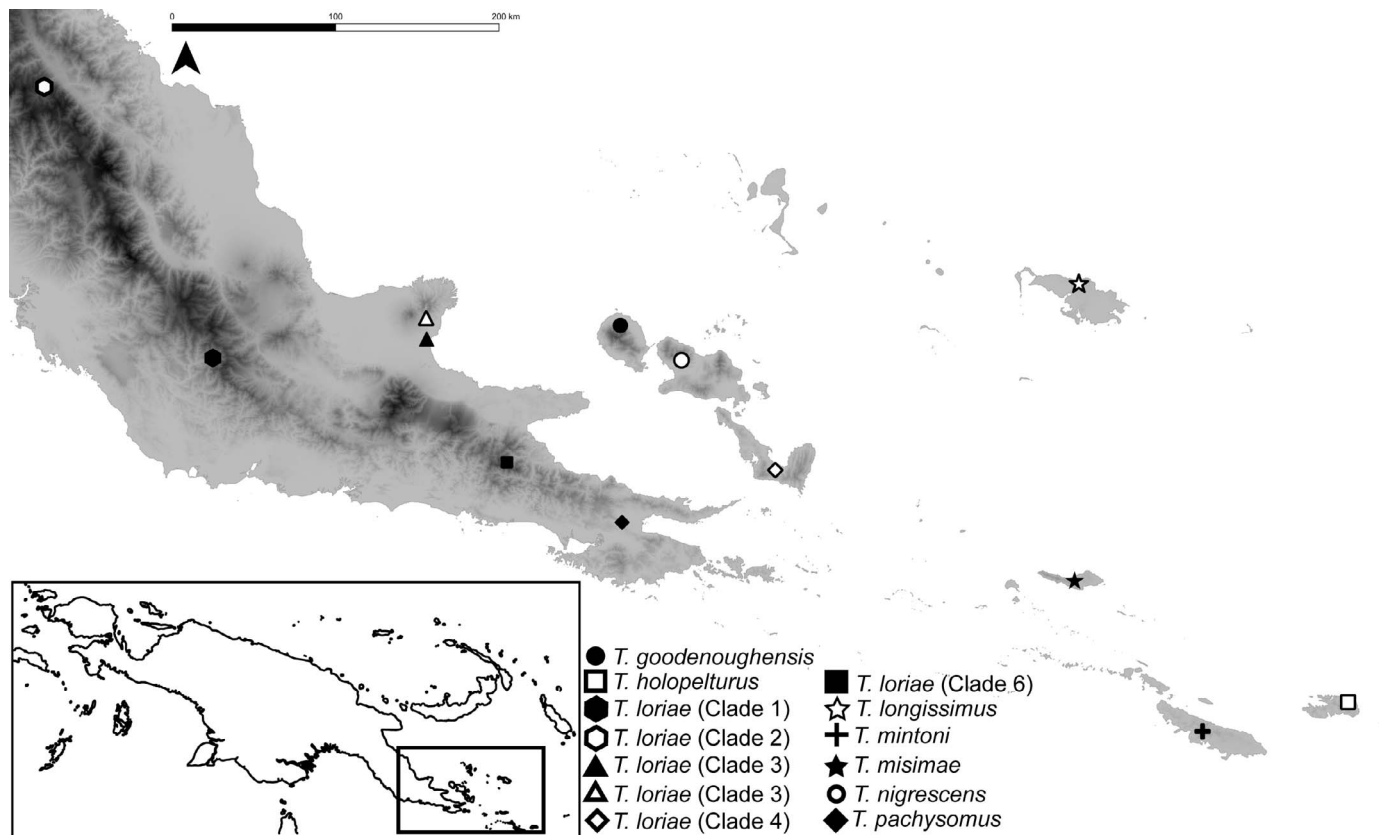 0 100 200 km
T. goodenoughensis
T. holopelturus
T. loriae (Clade 1)
T. loriae (Clade 2)
T. loriae (Clade 3)
T. loriae (Clade 3)
T. loriae (Clade 4)
T. loriae (Clade 6)
T. longissimus
T. mintoni
T. misimae
T. nigrescens
T. pachysomus